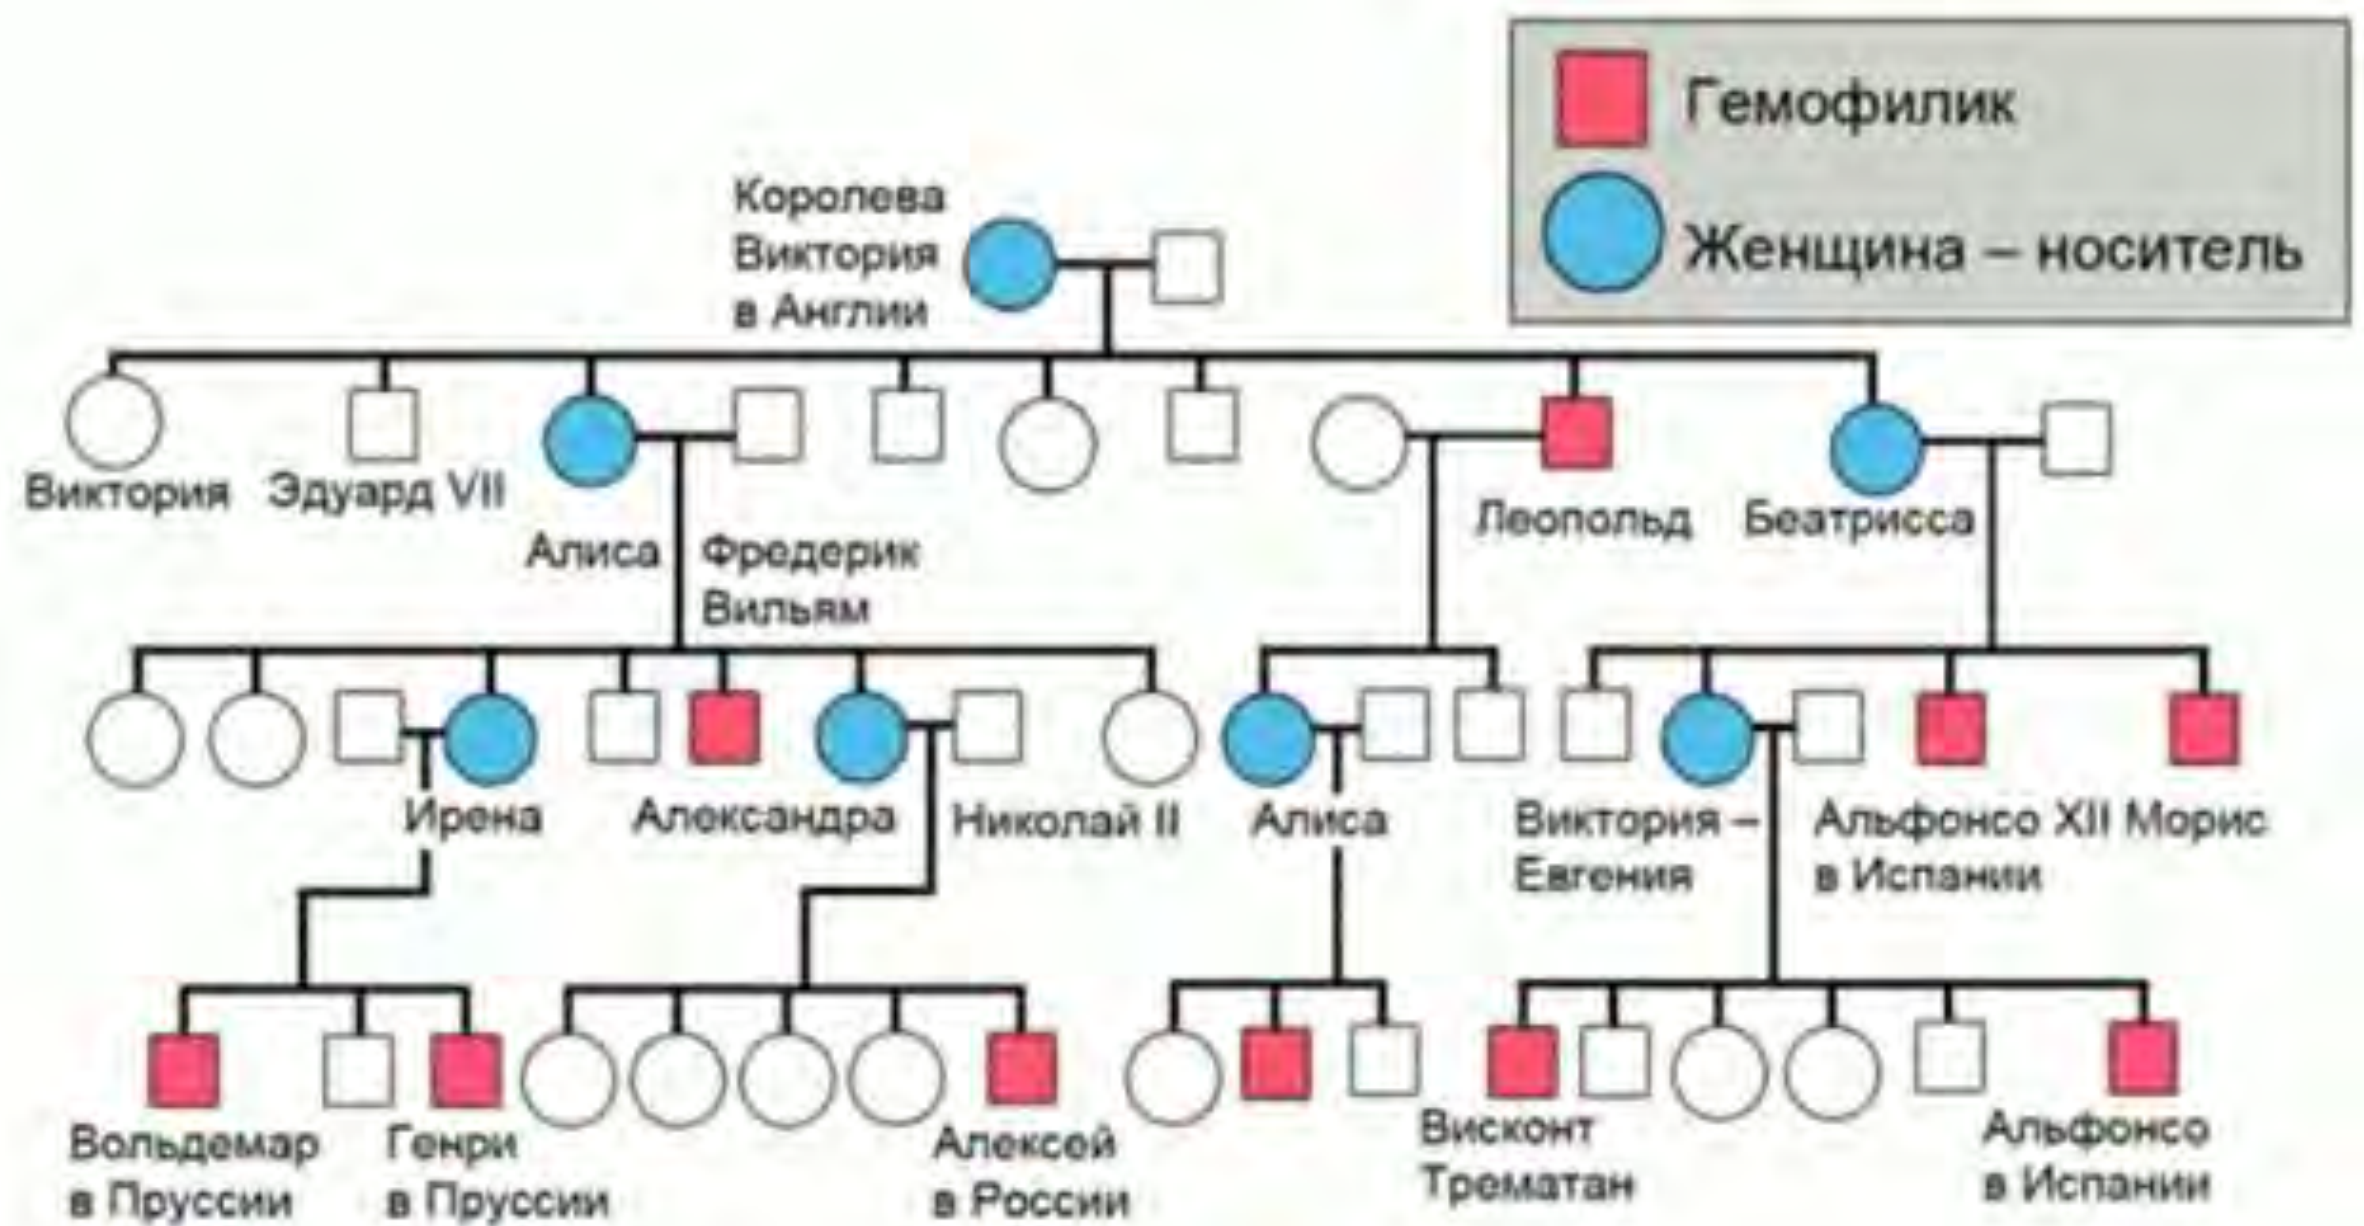 Гемофилик
Женщина – носитель
Королева
Виктория
в Англии
Виктория
Эдуард VII
Алиса
Фредерик
Вильям
Леопольд
Беатрисса
Ирена
Александра
Николай II
Алиса
Виктория –
Евгения
Альфонсо XII
в Испании
Морис
Вольдемар
в Пруссии
Генри
в Пруссии
Алексей
в России
Висконт
Трематан
Альфонсо
в Испании